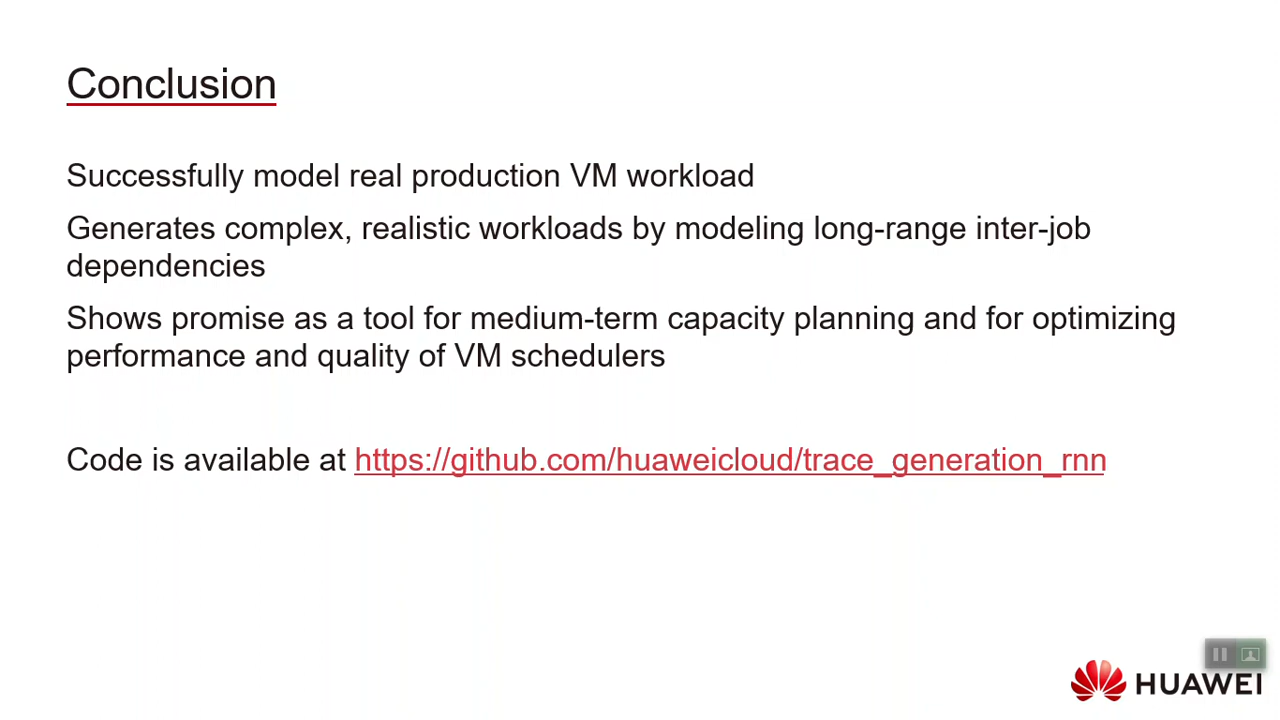 Conclusion
Successfully model real production VM workload
Generates complex, realistic workloads by modeling long-range inter-job
dependencies
Shows promise as a tool for medium-term capacity planning and for optimizing
performance and quality of VM schedulers
Code is available at https://github.com/huaweicloud/trace_generation_rnn
HUAWEI